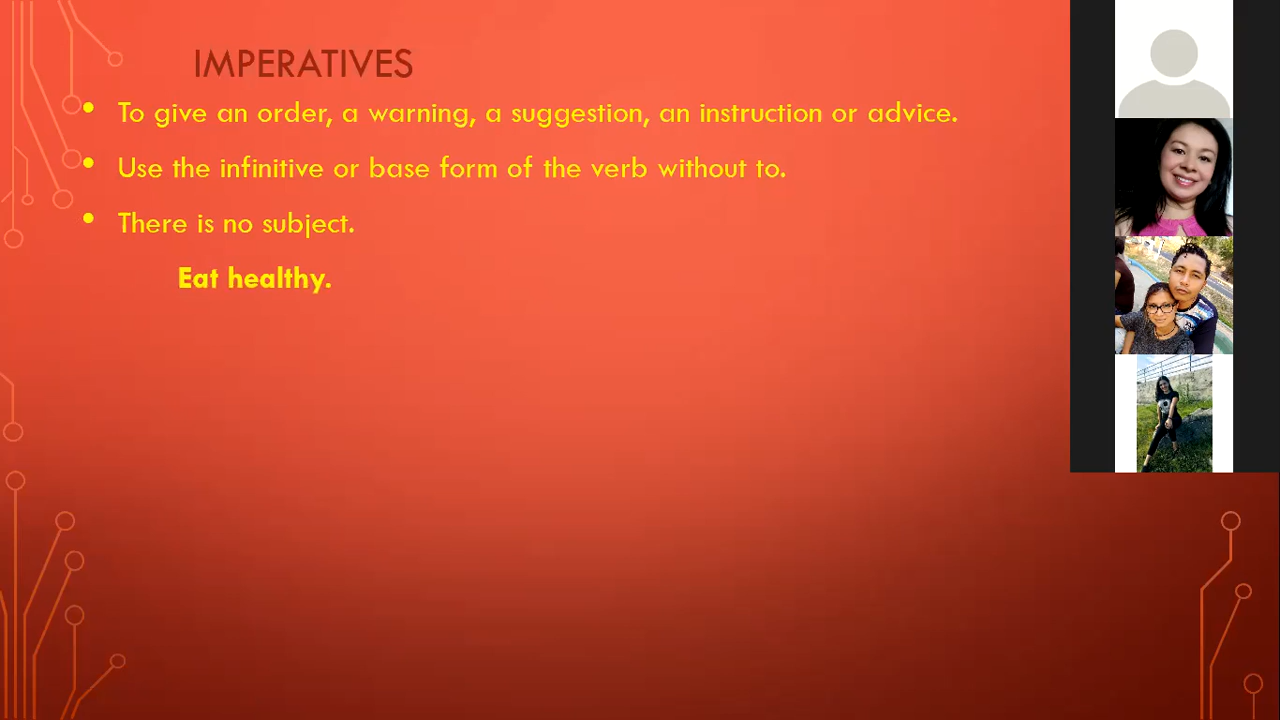 IMPERATIVES
• To give an order, a warning, a suggestion, an instruction or advice.
• Use the infinitive or base form of the verb without to.
• There is no subject.
Eat healthy.